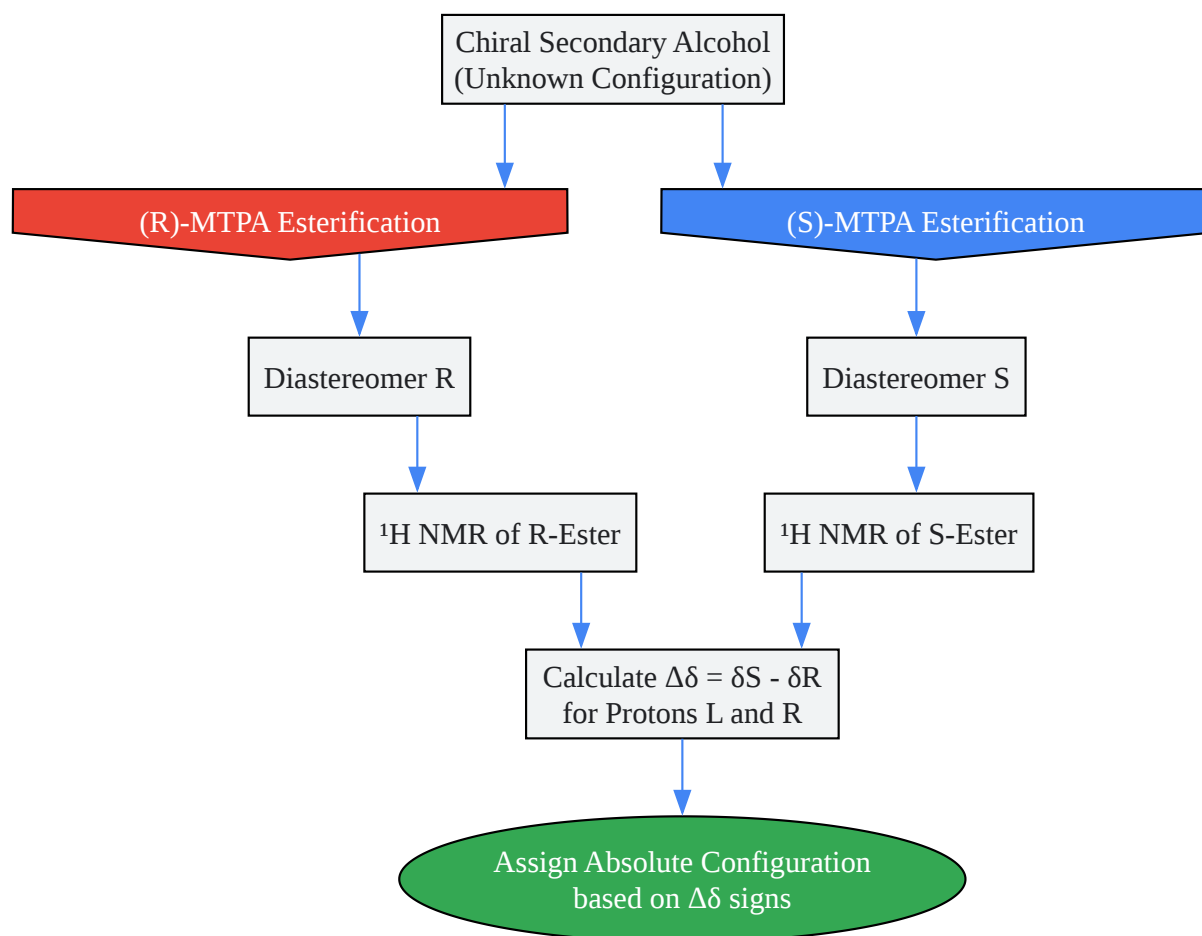 Chiral Secondary Alcohol
(Unknown Configuration)
(R)-MTPA Esterification
(S)-MTPA Esterification
Diastereomer R
Diastereomer S
¹H NMR of R-Ester
¹H NMR of S-Ester
Calculate Δδ = δS - δR
for Protons L and R
Assign Absolute Configuration
based on Δδ signs